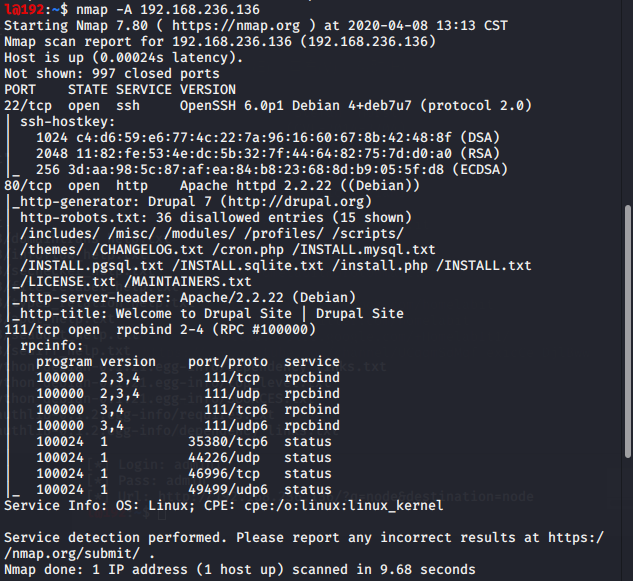 l@192:~$ nmap -A 192.168.236.136
Starting Nmap 7.80 ( https://nmap.org ) at 2020-04-08 13:13 CST
Nmap scan report for 192.168.236.136 (192.168.236.136)
Host is up (0.00024s latency).
Not shown: 997 closed ports
PORT    STATE SERVICE VERSION
22/tcp  open  ssh     OpenSSH 6.0p1 Debian 4+deb7u7 (protocol 2.0)
| ssh-hostkey:
|   1024 c4:d6:59:e6:77:4c:22:7a:96:16:60:67:8b:42:48:8f (DSA)
|   2048 11:82:fe:53:4e:dc:5b:32:7f:44:64:82:75:7d:d0:a0 (RSA)
|_  256 3d:aa:98:5c:87:af:ea:84:b8:23:68:8d:b9:05:5f:d8 (ECDSA)
80/tcp  open  http    Apache httpd 2.2.22 ((Debian))
|_http-generator: Drupal 7 (http://drupal.org)
| http-robots.txt: 36 disallowed entries (15 shown)
| /includes/ /misc/ /modules/ /profiles/ /scripts/
| /themes/ /CHANGELOG.txt /cron.php /INSTALL.mysql.txt
| /INSTALL.pgsql.txt /INSTALL.sqlite.txt /install.php /INSTALL.txt
|_/LICENSE.txt /MAINTAINERS.txt
|_http-server-header: Apache/2.2.22 (Debian)
|_http-title: Welcome to Drupal Site | Drupal Site
111/tcp open  rpcbind 2-4 (RPC #100000)
| rpcinfo:
|   program version    port/proto  service
|   100000  2,3,4        111/tcp   rpcbind
|   100000  2,3,4        111/udp   rpcbind
|   100000  3,4          111/tcp6  rpcbind
|   100000  3,4          111/udp6  rpcbind
|   100024  1          35380/tcp6  status
|   100024  1          44226/udp   status
|   100024  1          46996/tcp   status
|_  100024  1          49499/udp6  status
Service Info: OS: Linux; CPE: cpe:/o:linux:linux_kernel
Service detection performed. Please report any incorrect results at https:/
/nmap.org/submit/ .
Nmap done: 1 IP address (1 host up) scanned in 9.68 seconds